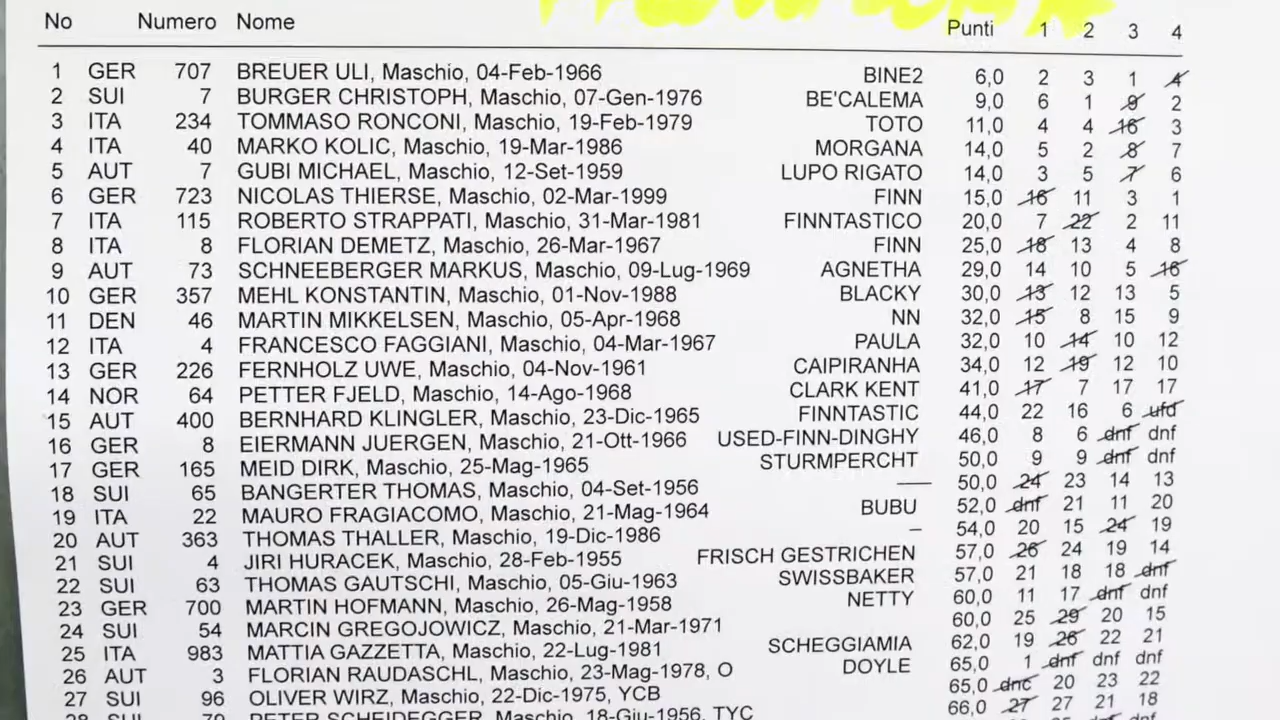 No Numero Nome Punti 1 2 3 4
1 GER 707 BREUER ULI, Maschio, 04-Feb-1966 BINE2 6,0 2 3 1 4
2 SUI 7 BURGER CHRISTOPH, Maschio, 07-Gen-1976 BE'CALEMA 9,0 6 1 9 2
3 ITA 234 TOMMASO RONCONI, Maschio, 19-Feb-1979 TOTO 11,0 4 4 16 3
4 ITA 40 MARKO KOLIC, Maschio, 19-Mar-1986 MORGANA 14,0 5 2 8 7
5 AUT 7 GUBI MICHAEL, Maschio, 12-Set-1959 LUPO RIGATO 14,0 3 5 7 6
6 GER 723 NICOLAS THIERSE, Maschio, 02-Mar-1999 FINN 15,0 16 11 3 1
7 ITA 115 ROBERTO STRAPPATI, Maschio, 31-Mar-1981 FINNTASTICO 20,0 7 22 2 11
8 ITA 8 FLORIAN DEMETZ, Maschio, 26-Mar-1967 FINN 25,0 18 13 4 8
9 AUT 73 SCHNEEBERGER MARKUS, Maschio, 09-Lug-1969 AGNETHA 29,0 14 10 5 16
10 GER 357 MEHL KONSTANTIN, Maschio, 01-Nov-1988 BLACKY 30,0 13 12 13 5
11 DEN 46 MARTIN MIKKELSEN, Maschio, 05-Apr-1968 NN 32,0 15 8 15 9
12 ITA 4 FRANCESCO FAGGIANI, Maschio, 04-Mar-1967 PAULA 32,0 10 14 10 12
13 GER 226 FERNHOLZ UWE, Maschio, 04-Nov-1961 CAIPIRANHA 34,0 12 19 12 10
14 NOR 64 PETTER FJELD, Maschio, 14-Ago-1968 CLARK KENT 41,0 17 7 17 17
15 AUT 400 BERNHARD KLINGLER, Maschio, 23-Dic-1965 FINNTASTIC 44,0 22 16 6 ufd
16 GER 8 EIERMANN JUERGEN, Maschio, 21-Ott-1966 USED-FINN-DINGHY 46,0 8 6 dnf dnf
17 GER 165 MEID DIRK, Maschio, 25-Mag-1965 STURMPERCHT 50,0 9 9 dnf dnf
18 SUI 65 BANGERTER THOMAS, Maschio, 04-Set-1956 —— 50,0 24 23 14 13
19 ITA 22 MAURO FRAGIACOMO, Maschio, 21-Mag-1964 BUBU 52,0 dnf 21 11 20
20 AUT 363 THOMAS THALLER, Maschio, 19-Dic-1986 – 54,0 20 15 24 19
21 SUI 4 JIRI HURACEK, Maschio, 28-Feb-1955 FRISCH GESTRICHEN 57,0 26 24 19 14
22 SUI 63 THOMAS GAUTSCHI, Maschio, 05-Giu-1963 SWISSBAKER 57,0 21 18 18 dnf
23 GER 700 MARTIN HOFMANN, Maschio, 26-Mag-1958 NETTY 60,0 11 17 dnf dnf
24 SUI 54 MARCIN GREGOJOWICZ, Maschio, 21-Mar-1971 60,0 25 29 20 15
25 ITA 983 MATTIA GAZZETTA, Maschio, 22-Lug-1981 SCHEGGIAMIA 62,0 19 26 22 21
26 AUT 3 FLORIAN RAUDASCHL, Maschio, 23-Mag-1978, O DOYLE 65,0 1 dnf dnf dnf
27 SUI 96 OLIVER WIRZ, Maschio, 22-Dic-1975, YCB 65,0 dnc 20 23 22
28 SUI 79 PETER SCHEIDEGGER, Maschio, 18-Giu-1956, TYC 66,0 27 27 21 18